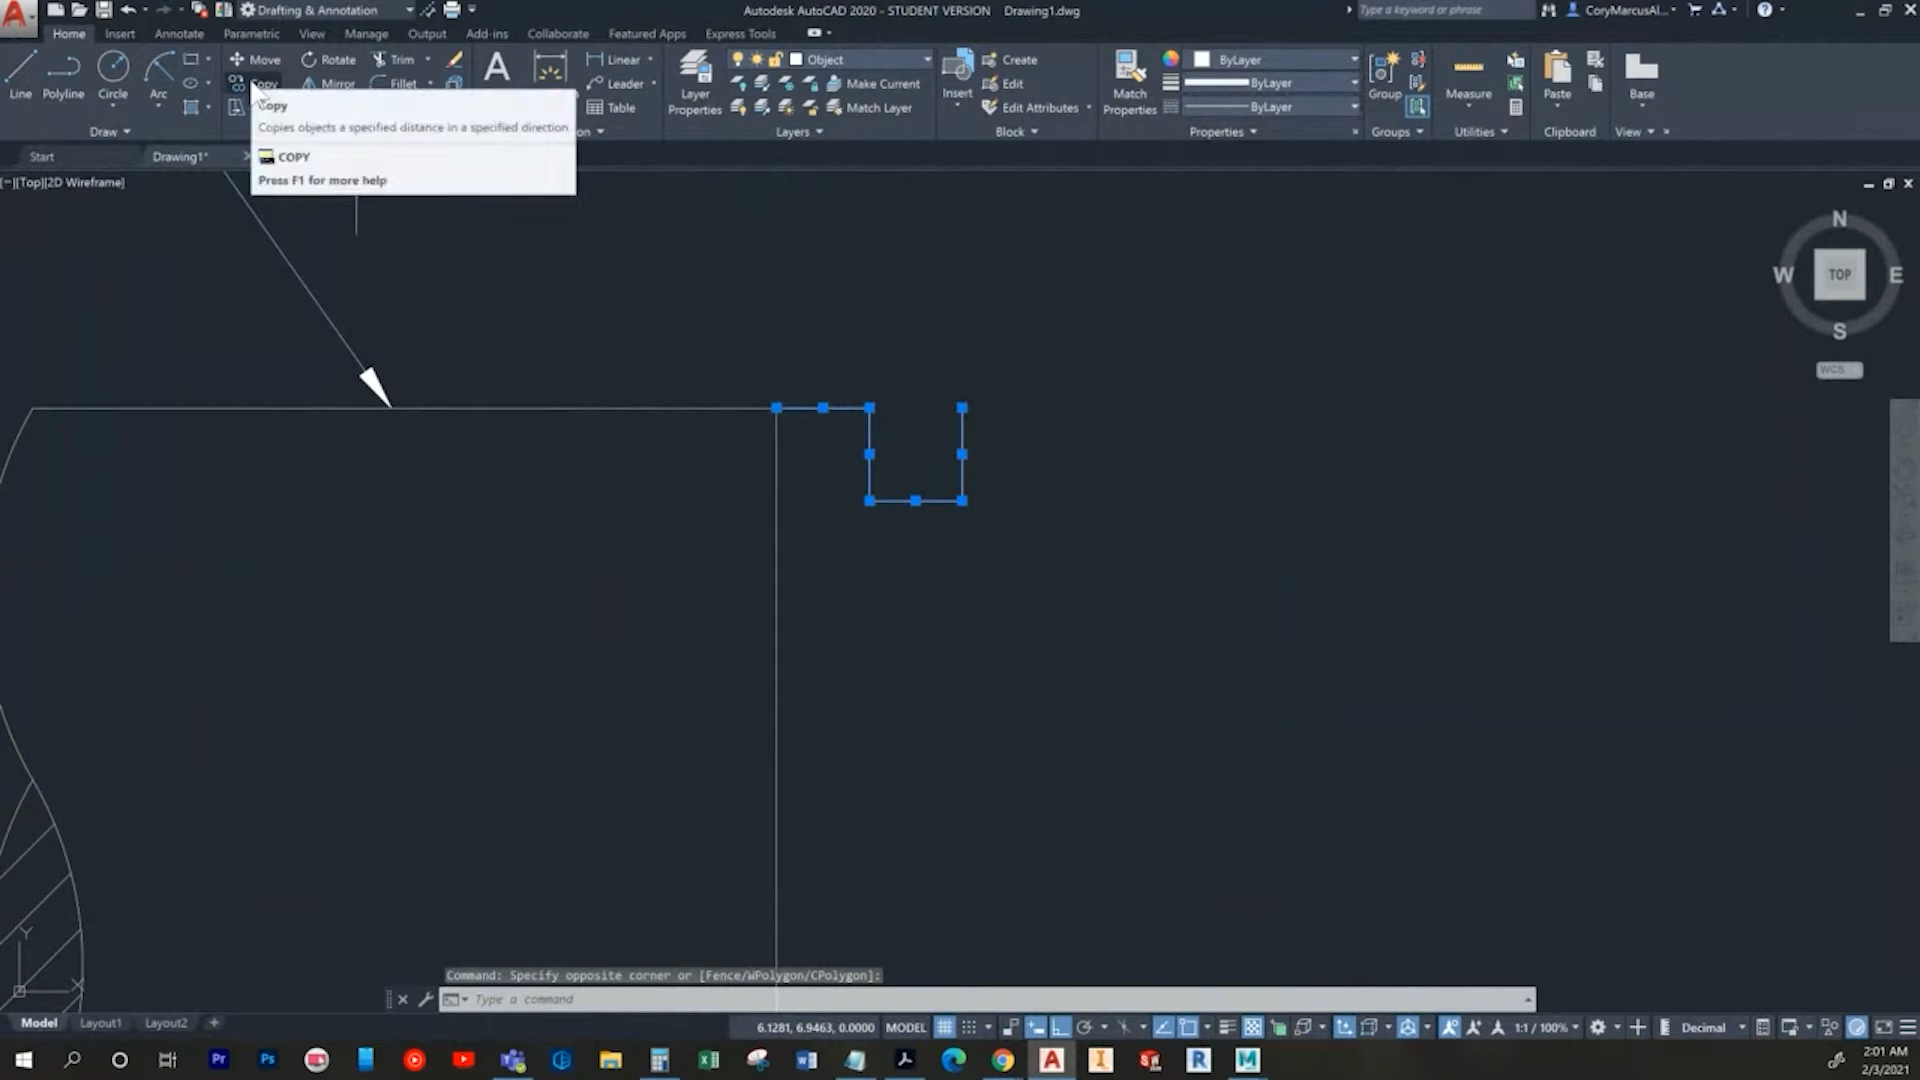 Drafting & Annotation
Autodesk AutoCAD 2020 - STUDENT VERSION Drawing1.dwg
Type a keyword or phrase
CoryMarcusAl...
Home Insert Annotate Parametric View Manage Output Add-ins Collaborate Featured Apps Express Tools
Line Polyline Circle Arc
Move Rotate Trim
Copy Mirror Fillet
Linear
Leader
Table
Layer Properties
Object
Make Current
Match Layer
Insert
Create
Edit
Edit Attributes
Match Properties
ByLayer
ByLayer
ByLayer
Group
Measure
Paste
Base
Draw
on
Layers
Block
Properties
Groups
Utilities
Clipboard
View
Copy
Copies objects a specified distance in a specified direction
COPY
Press F1 for more help
Start
Drawing1*
[−][Top][2D Wireframe]
N
W
TOP
E
S
WCS
Y
X
Command: Specify opposite corner or [Fence/WPolygon/CPolygon]:
Type a command
Model Layout1 Layout2 +
6.1281, 6.9463, 0.0000 MODEL
1:1 / 100%
Decimal
2:01 AM
2/3/2021